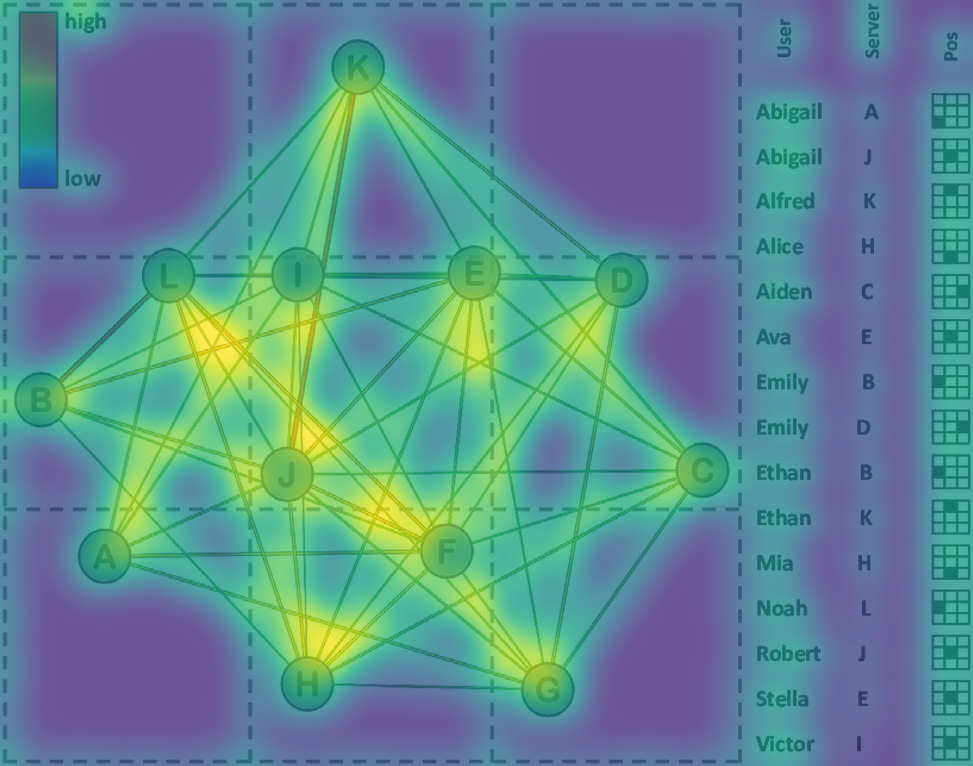 high
low
K
L
I
E
D
B
J
C
A
F
H
G
User Server Pos
Abigail A
Abigail J
Alfred K
Alice H
Aiden C
Ava E
Emily B
Emily D
Ethan B
Ethan K
Mia H
Noah L
Robert J
Stella E
Victor I